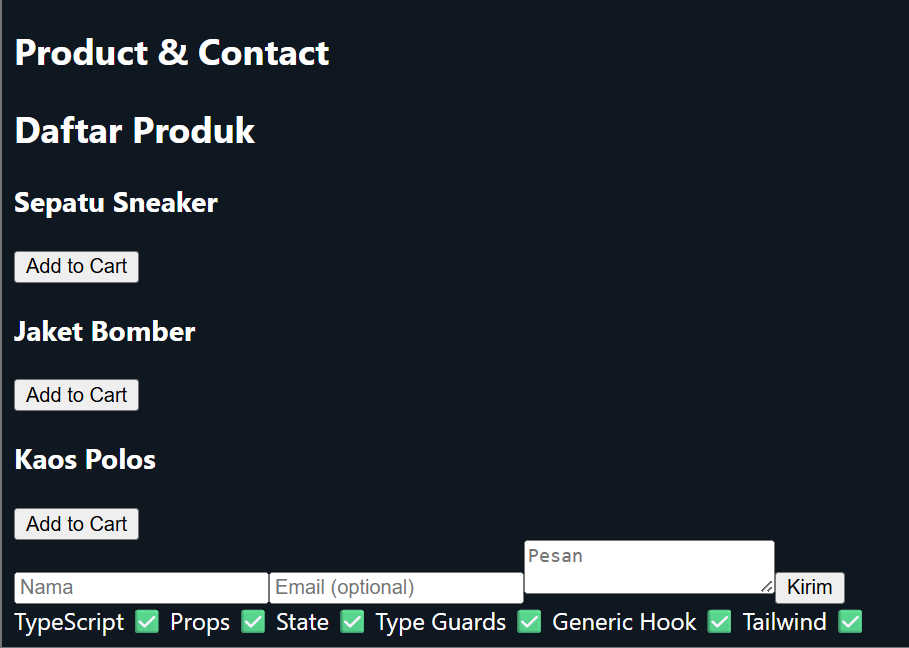 Product & Contact
Daftar Produk
Sepatu Sneaker
Add to Cart
Jaket Bomber
Add to Cart
Kaos Polos
Add to Cart
Nama Email (optional) Pesan Kirim
TypeScript ✅ Props ✅ State ✅ Type Guards ✅ Generic Hook ✅ Tailwind ✅